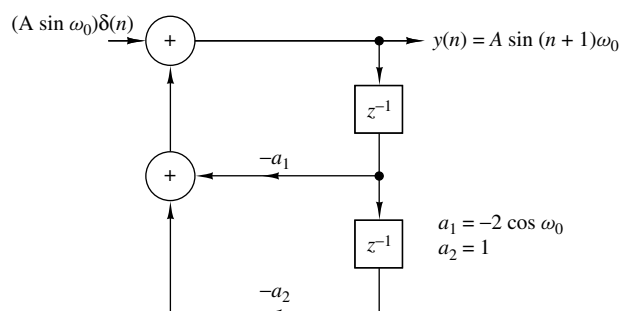 (A sin ω₀)δ(n)
+
y(n) = A sin (n + 1)ω₀
z⁻¹
+
−a₁
z⁻¹
a₁ = −2 cos ω₀
a₂ = 1
−a₂